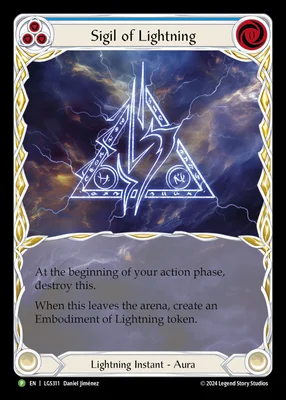 Sigil of Lightning
At the beginning of your action phase,
destroy this.
When this leaves the arena, create an
Embodiment of Lightning token.
Lightning Instant - Aura
P EN | LGS311 Daniel Jiménez ©2024 Legend Story Studios